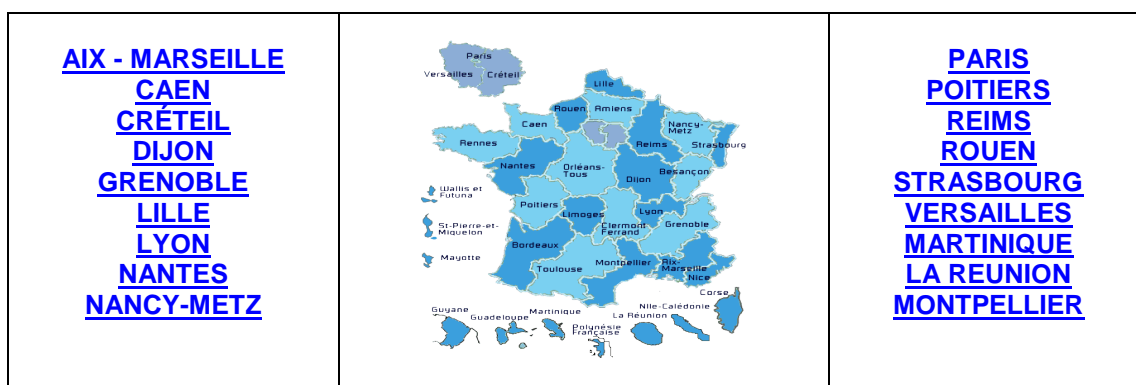 AIX - MARSEILLE
CAEN
CRÉTEIL
DIJON
GRENOBLE
LILLE
LYON
NANTES
NANCY-METZ
Paris
Versailles
Créteil
Lille
Rouen
Amiens
Caen
Nancy-
Metz
Rennes
Reims
Strasbourg
Nantes
Orléans-
Tous
Dijon
Besançon
Wallis et
Futuna
Poitiers
Limoges
Lyon
St-Pierre-et-
Miquelon
Clermont
Ferrand
Grenoble
Bordeaux
Mayotte
Toulouse
Montpellier
Aix-
Marseille
Nice
Corse
Guyane
Guadeloupe
Martinique
Polynésie
Française
La Réunion
Nlle-Calédonie
PARIS
POITIERS
REIMS
ROUEN
STRASBOURG
VERSAILLES
MARTINIQUE
LA REUNION
MONTPELLIER